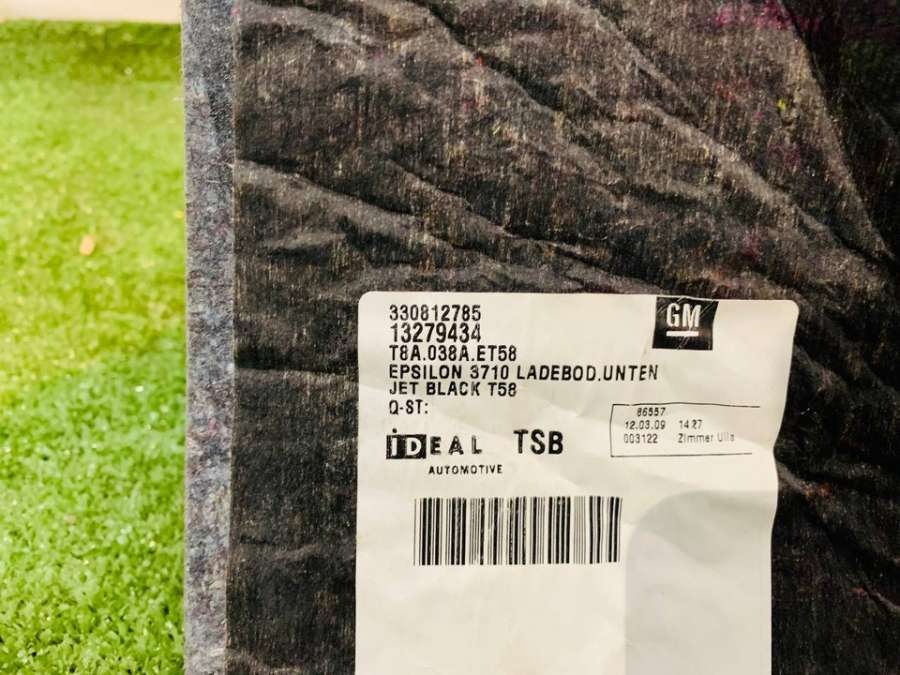 330812785
GM
13279434
T8A.038A.ET58
EPSILON 3710 LADEBOD.UNTEN
JET BLACK T58
Q-ST:
86557
12.03.09 14:27
003122 Zimmer Ulla
iDEAL TSB
AUTOMOTIVE